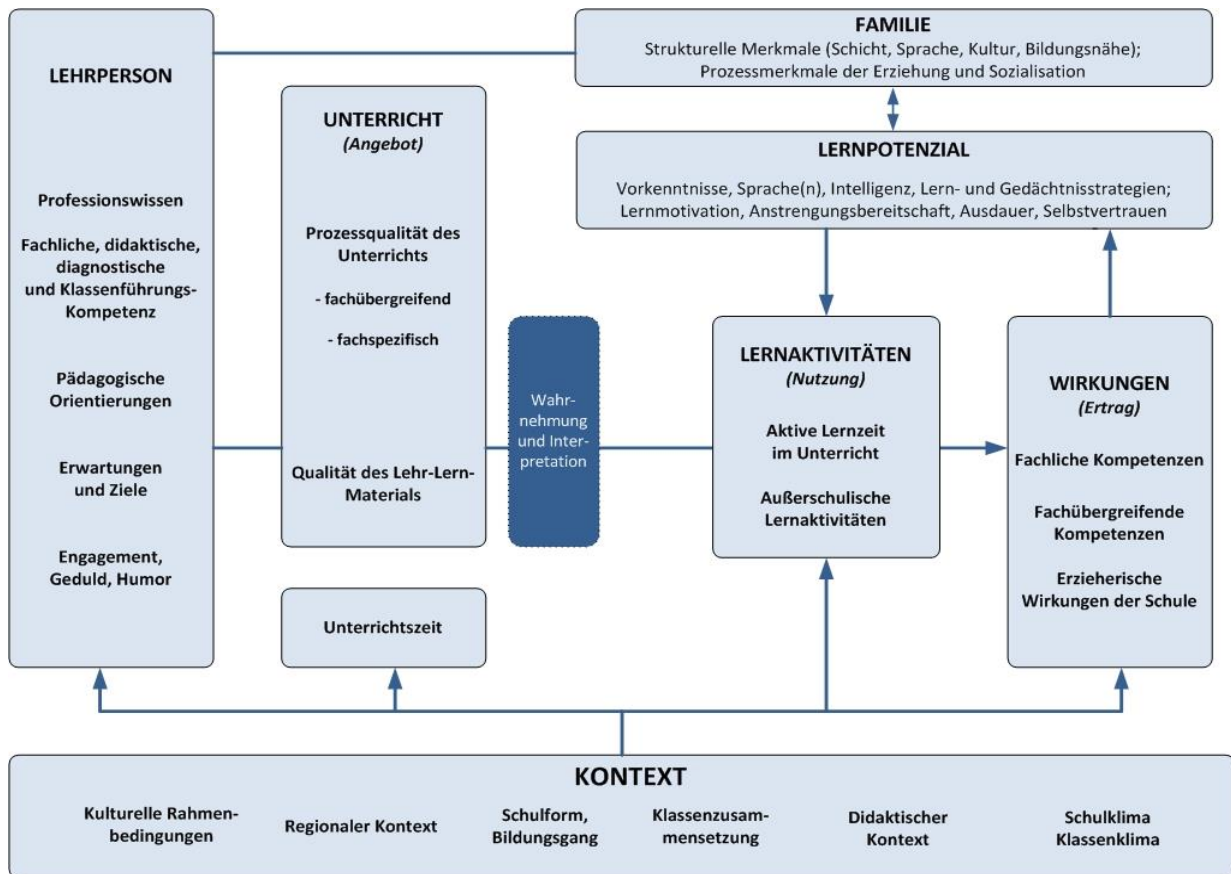 LEHRPERSON
Professionswissen
Fachliche, didaktische,
diagnostische
und Klassenführungs-
Kompetenz
Pädagogische
Orientierungen
Erwartungen
und Ziele
Engagement,
Geduld, Humor
UNTERRICHT
(Angebot)
Prozessqualität des
Unterrichts
- fachübergreifend
- fachspezifisch
Qualität des Lehr-Lern-
Materials
Unterrichtszeit
Wahr-
nehmung
und Inter-
pretation
FAMILIE
Strukturelle Merkmale (Schicht, Sprache, Kultur, Bildungsnähe);
Prozessmerkmale der Erziehung und Sozialisation
LERNPOTENZIAL
Vorkenntnisse, Sprache(n), Intelligenz, Lern- und Gedächtnisstrategien;
Lernmotivation, Anstrengungsbereitschaft, Ausdauer, Selbstvertrauen
LERNAKTIVITÄTEN
(Nutzung)
Aktive Lernzeit
im Unterricht
Außerschulische
Lernaktivitäten
WIRKUNGEN
(Ertrag)
Fachliche Kompetenzen
Fachübergreifende
Kompetenzen
Erzieherische
Wirkungen der Schule
KONTEXT
Kulturelle Rahmen-
bedingungen
Regionaler Kontext
Schulform,
Bildungsgang
Klassenzusam-
mensetzung
Didaktischer
Kontext
Schulklima
Klassenklima